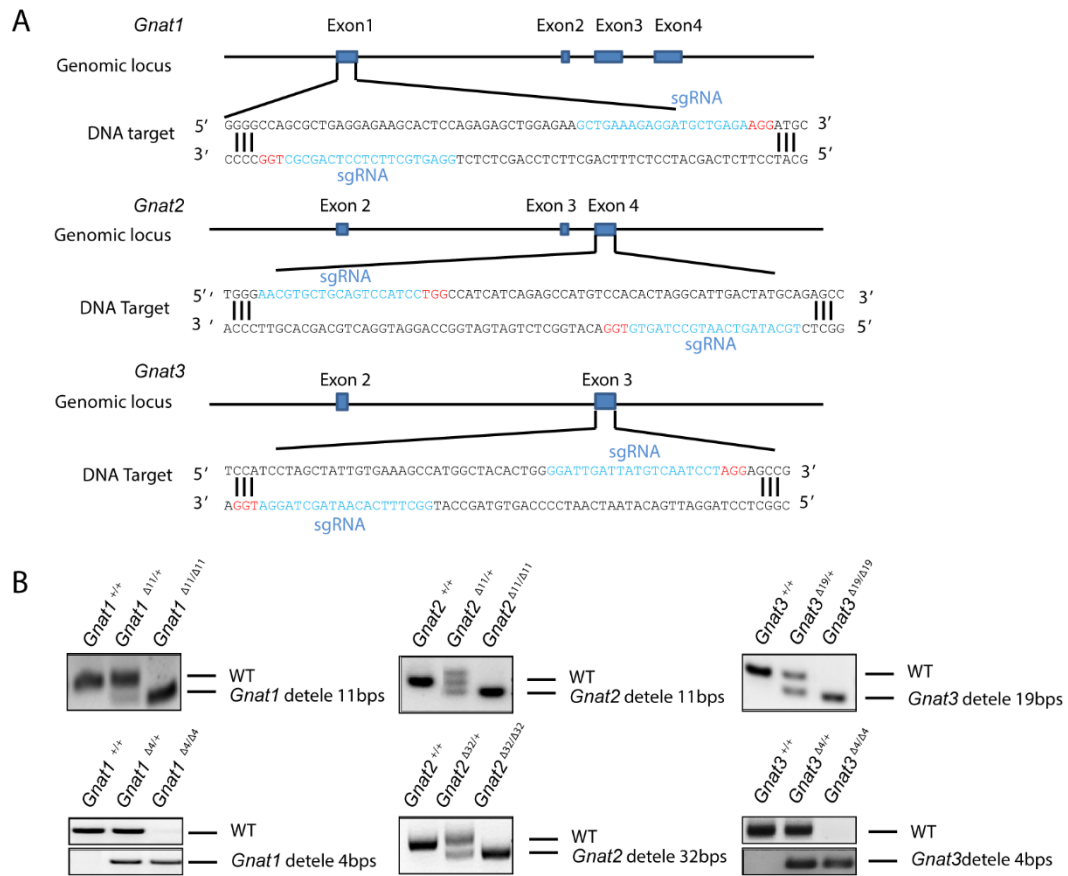 A
Gnat1
Exon1
Exon2
Exon3
Exon4
Genomic locus
sgRNA
DNA target
5′ GGGGCCAGCGCTGAGGAGAAGCACTCCAGAGAGCTGGAGAAGCTGAAAGAGGATGCTGAGAAGGATGC 3′
3′ CCCCGGTCGCGACTCCTCTTCGTGAGGTCTCTCGACCTCTTCGACTTTCTCCTACGACTCTTCCTACG 5′
sgRNA
Gnat2
Exon 2
Exon 3
Exon 4
Genomic locus
sgRNA
DNA Target
5′′ TGGGAACGTGCTGCAGTCCATCCTGGCCATCATCAGAGCCATGTCCACACTAGGCATTGACTATGCAGAGCC 3′
3 ′ ACCCTTGCACGACGTCAGGTAGGACCGGTAGTAGTCTCGGTACAGGTGTGATCCGTAACTGATACGTCTCGG 5′
sgRNA
Gnat3
Exon 2
Exon 3
Genomic locus
sgRNA
DNA Target
5′ TCCATCCTAGCTATTGTGAAAGCCATGGCTACACTGGGGATTGATTATGTCAATCCTAGGAGCCG 3′
3′ AGGTAGGATCGATAACACTTTCGGTACCGATGTGACCCCTAACTAATACAGTTAGGATCCTCGGC 5′
sgRNA
B
Gnat1 +/+
Gnat1 Δ11/+
Gnat1 Δ11/Δ11
WT
Gnat1 detele 11bps
Gnat2 +/+
Gnat2 Δ11/+
Gnat2 Δ11/Δ11
WT
Gnat2 detele 11bps
Gnat3 +/+
Gnat3 Δ19/+
Gnat3 Δ19/Δ19
WT
Gnat3 detele 19bps
Gnat1 +/+
Gnat1 Δ4/+
Gnat1 Δ4/Δ4
WT
Gnat1 detele 4bps
Gnat2 +/+
Gnat2 Δ32/+
Gnat2 Δ32/Δ32
WT
Gnat2 detele 32bps
Gnat3 +/+
Gnat3 Δ4/+
Gnat3 Δ4/Δ4
WT
Gnat3detele 4bps